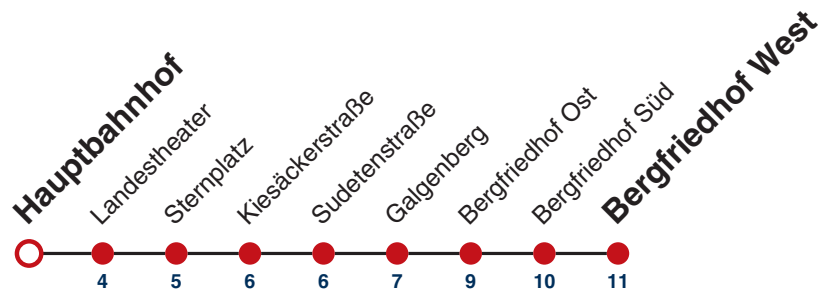 Hauptbahnhof
Landestheater
Sternplatz
Kiesäckerstraße
Sudetenstraße
Galgenberg
Bergfriedhof Ost
Bergfriedhof Süd
Bergfriedhof West
4 5 6 6 7 9 10 11